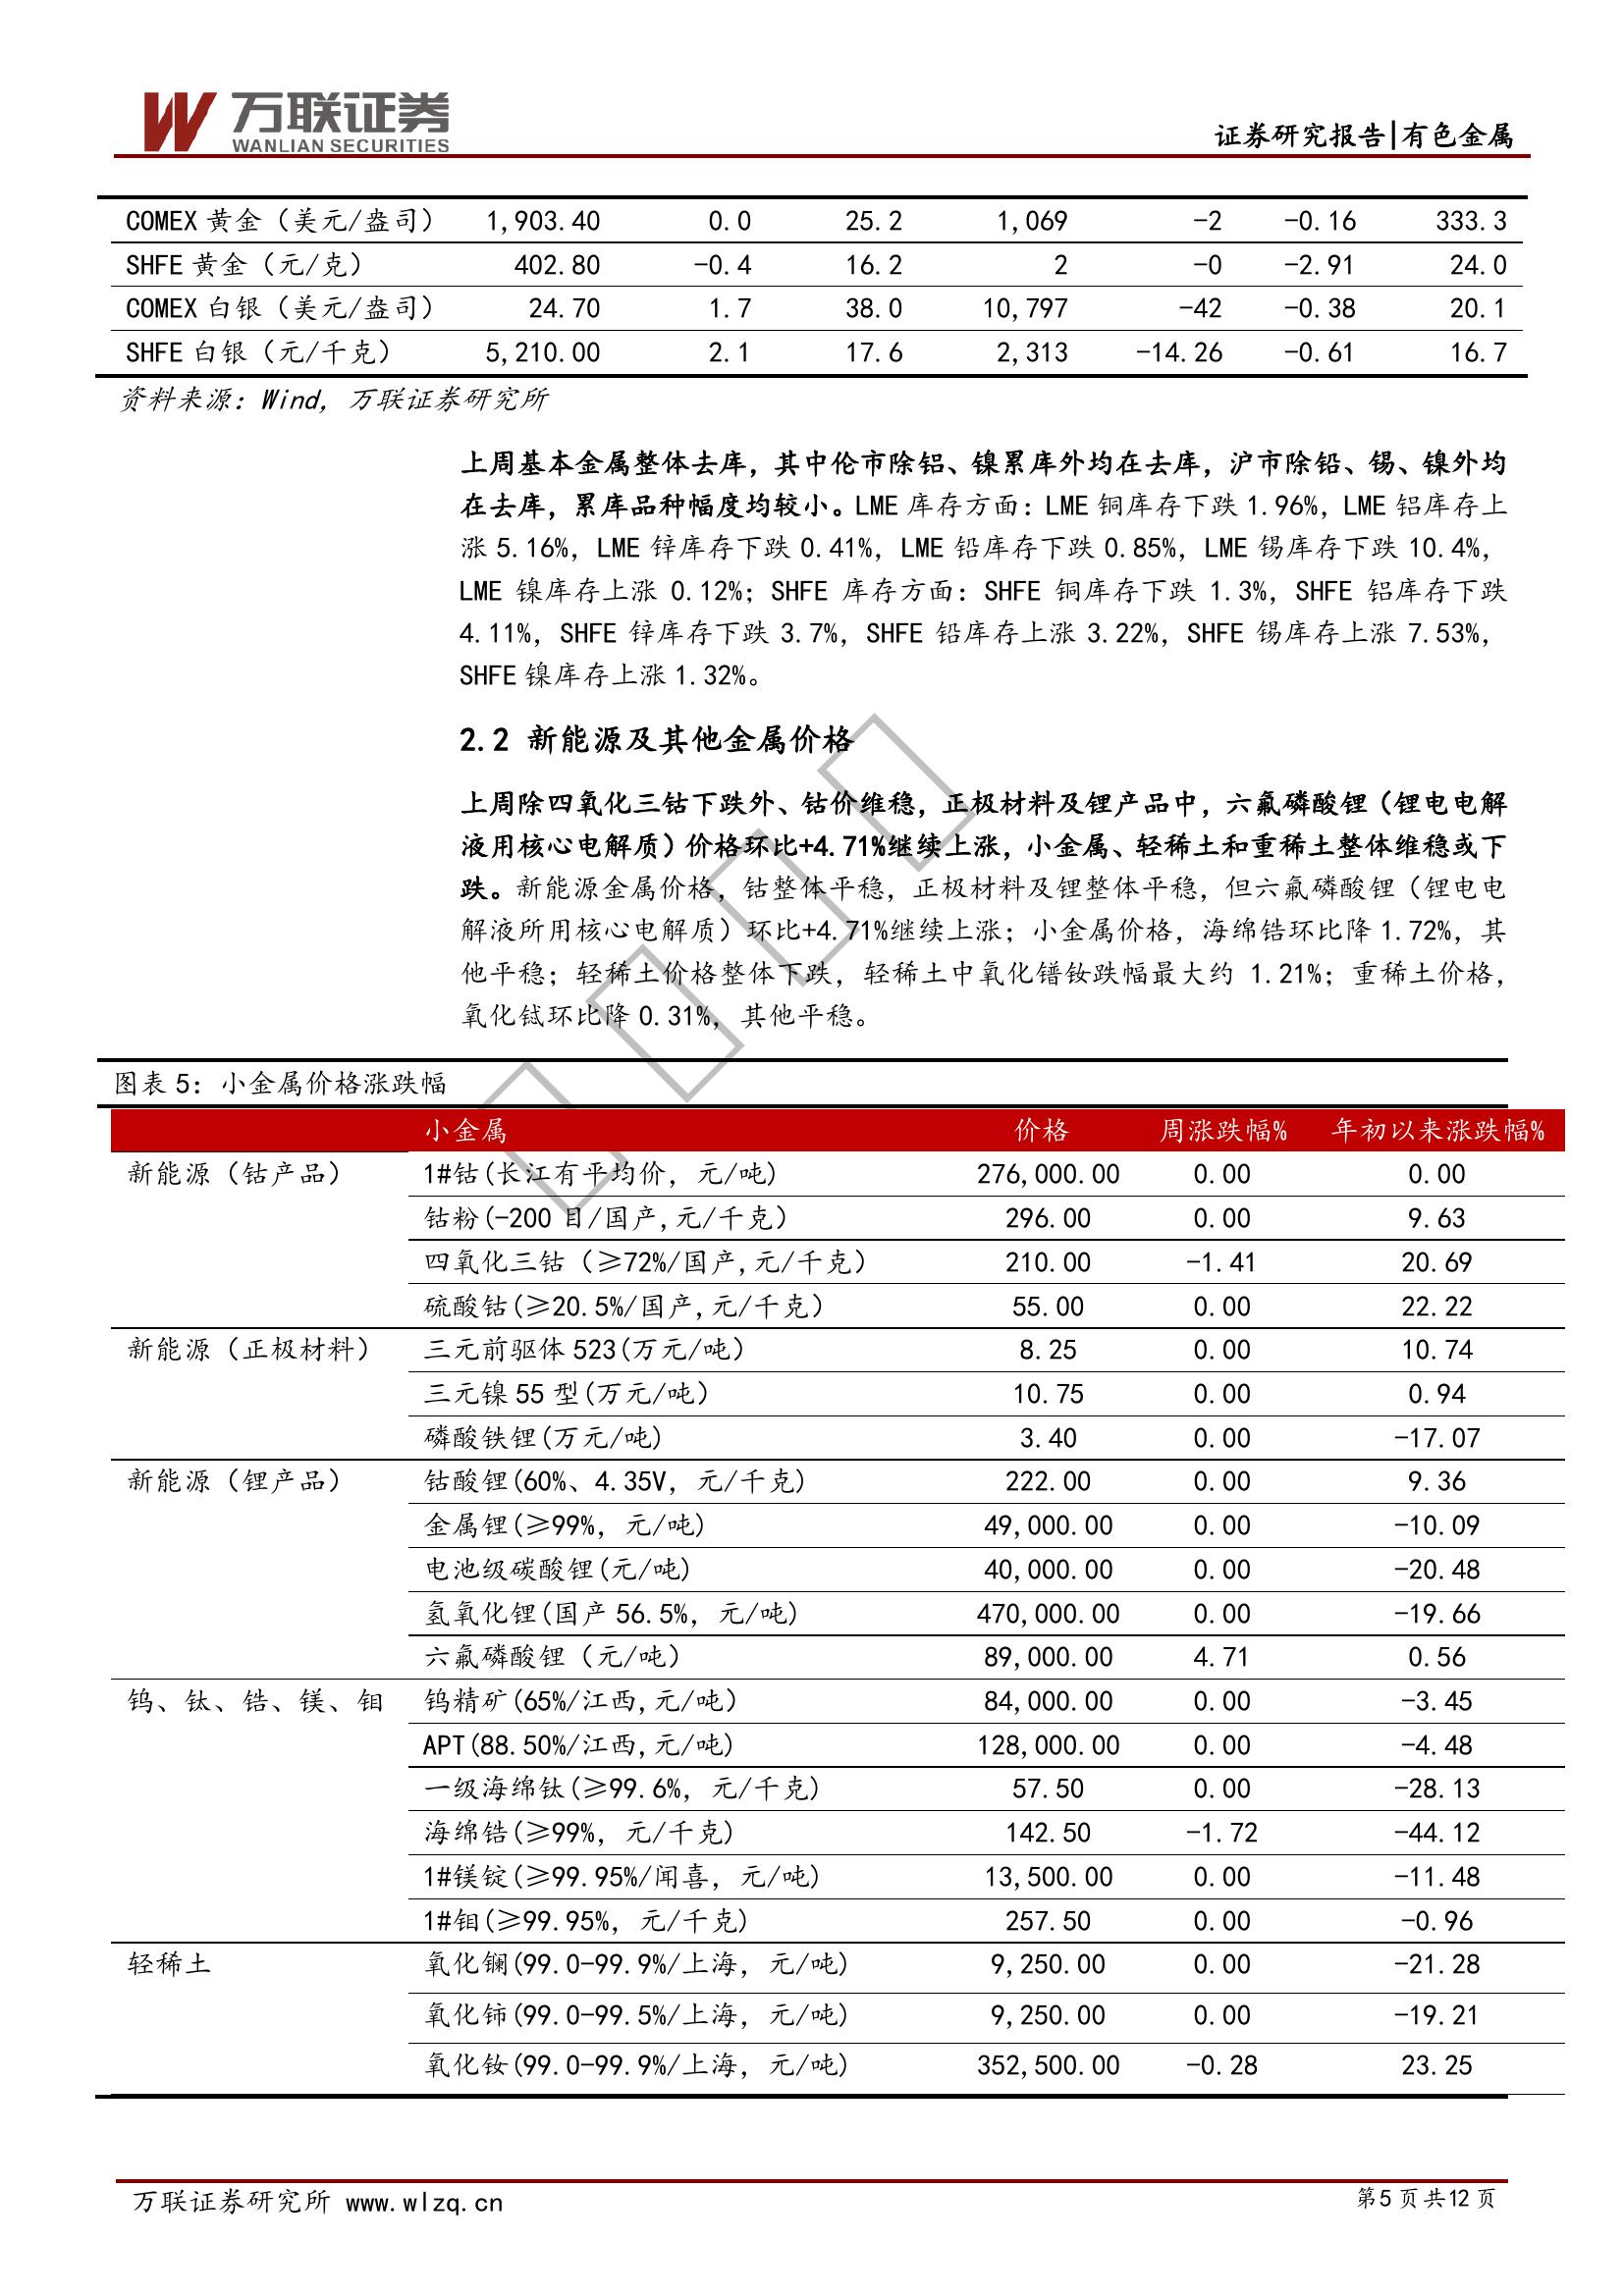 万联证券
WANLIAN SECURITIES
证券研究报告|有色金属
COMEX 黄金（美元/盎司） 1,903.40 0.0 25.2 1,069 -2 -0.16 333.3
SHFE 黄金（元/克） 402.80 -0.4 16.2 2 -0 -2.91 24.0
COMEX 白银（美元/盎司） 24.70 1.7 38.0 10,797 -42 -0.38 20.1
SHFE 白银（元/千克） 5,210.00 2.1 17.6 2,313 -14.26 -0.61 16.7
资料来源：Wind，万联证券研究所
上周基本金属整体去库，其中伦市除铝、镍累库外均在去库，沪市除铅、锡、镍外均
在去库，累库品种幅度均较小。LME 库存方面：LME 铜库存下跌 1.96%，LME 铝库存上
涨 5.16%，LME 锌库存下跌 0.41%，LME 铅库存下跌 0.85%，LME 锡库存下跌 10.4%，
LME 镍库存上涨 0.12%；SHFE 库存方面：SHFE 铜库存下跌 1.3%，SHFE 铝库存下跌
4.11%，SHFE 锌库存下跌 3.7%，SHFE 铅库存上涨 3.22%，SHFE 锡库存上涨 7.53%，
SHFE 镍库存上涨 1.32%。
2.2 新能源及其他金属价格
上周除四氧化三钴下跌外、钴价维稳，正极材料及锂产品中，六氟磷酸锂（锂电电解
液用核心电解质）价格环比+4.71%继续上涨，小金属、轻稀土和重稀土整体维稳或下
跌。新能源金属价格，钴整体平稳，正极材料及锂整体平稳，但六氟磷酸锂（锂电电
解液所用核心电解质）环比+4.71%继续上涨；小金属价格，海绵锆环比降 1.72%，其
他平稳；轻稀土价格整体下跌，轻稀土中氧化镨钕跌幅最大约 1.21%；重稀土价格，
氧化铽环比降 0.31%，其他平稳。
图表 5：小金属价格涨跌幅
小金属 价格 周涨跌幅% 年初以来涨跌幅%
新能源（钴产品） 1#钴(长江有平均价，元/吨) 276,000.00 0.00 0.00
钴粉(-200 目/国产,元/千克) 296.00 0.00 9.63
四氧化三钴（≥72%/国产,元/千克） 210.00 -1.41 20.69
硫酸钴(≥20.5%/国产,元/千克) 55.00 0.00 22.22
新能源（正极材料） 三元前驱体 523(万元/吨) 8.25 0.00 10.74
三元镍 55 型(万元/吨) 10.75 0.00 0.94
磷酸铁锂(万元/吨) 3.40 0.00 -17.07
新能源（锂产品） 钴酸锂(60%、4.35V，元/千克) 222.00 0.00 9.36
金属锂(≥99%，元/吨) 49,000.00 0.00 -10.09
电池级碳酸锂(元/吨) 40,000.00 0.00 -20.48
氢氧化锂(国产 56.5%，元/吨) 470,000.00 0.00 -19.66
六氟磷酸锂（元/吨） 89,000.00 4.71 0.56
钨、钛、锆、镁、钼 钨精矿(65%/江西,元/吨) 84,000.00 0.00 -3.45
APT(88.50%/江西,元/吨) 128,000.00 0.00 -4.48
一级海绵钛(≥99.6%，元/千克) 57.50 0.00 -28.13
海绵锆(≥99%，元/千克) 142.50 -1.72 -44.12
1#镁锭(≥99.95%/闻喜，元/吨) 13,500.00 0.00 -11.48
1#钼(≥99.95%，元/千克) 257.50 0.00 -0.96
轻稀土 氧化镧(99.0-99.9%/上海，元/吨) 9,250.00 0.00 -21.28
氧化铈(99.0-99.5%/上海，元/吨) 9,250.00 0.00 -19.21
氧化钕(99.0-99.9%/上海，元/吨) 352,500.00 -0.28 23.25
万联证券研究所 www.wlzq.cn
第5页共12页